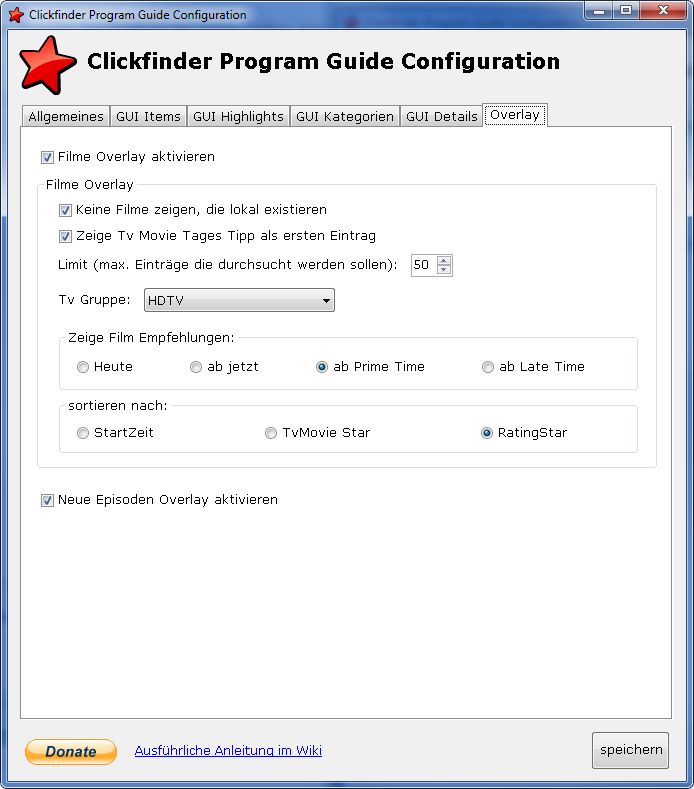 Clickfinder Program Guide Configuration
Clickfinder Program Guide Configuration
Allgemeines GUI Items GUI Highlights GUI Kategorien GUI Details Overlay
Filme Overlay aktivieren
Filme Overlay
Keine Filme zeigen, die lokal existieren
Zeige Tv Movie Tages Tipp als ersten Eintrag
Limit (max. Einträge die durchsucht werden sollen): 50
Tv Gruppe: HDTV
Zeige Film Empfehlungen:
Heute ab jetzt ab Prime Time ab Late Time
sortieren nach:
StartZeit TvMovie Star RatingStar
Neue Episoden Overlay aktivieren
Donate Ausführliche Anleitung im Wiki speichern